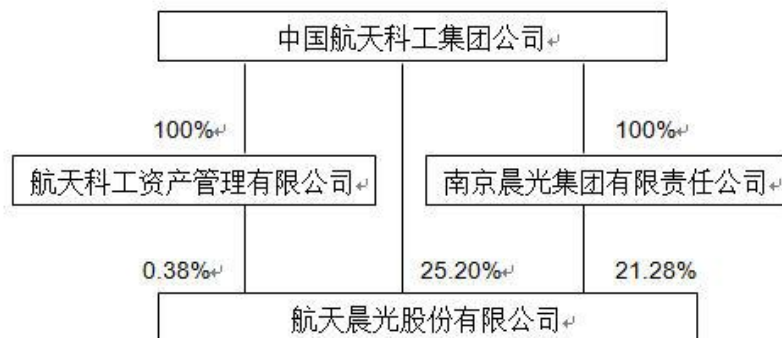 中国航天科工集团公司
100% 100%
航天科工资产管理有限公司 南京晨光集团有限责任公司
0.38% 25.20% 21.28%
航天晨光股份有限公司